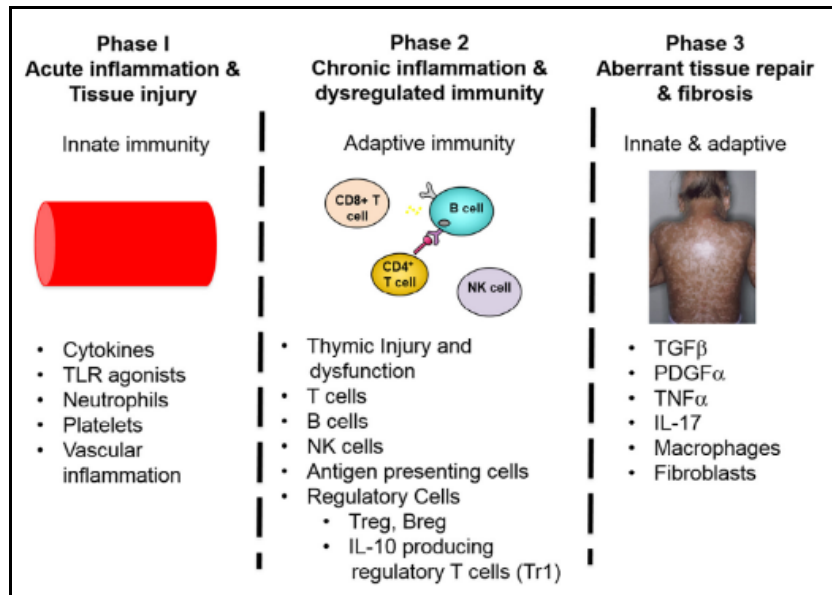 Phase I
Acute inflammation &
Tissue injury
Innate immunity
• Cytokines
• TLR agonists
• Neutrophils
• Platelets
• Vascular
inflammation
Phase 2
Chronic inflammation &
dysregulated immunity
Adaptive immunity
CD8+ T
cell
B cell
CD4+
T cell
NK cell
• Thymic Injury and
dysfunction
• T cells
• B cells
• NK cells
• Antigen presenting cells
• Regulatory Cells
• Treg, Breg
• IL-10 producing
regulatory T cells (Tr1)
Phase 3
Aberrant tissue repair
& fibrosis
Innate & adaptive
• TGFβ
• PDGFα
• TNFα
• IL-17
• Macrophages
• Fibroblasts